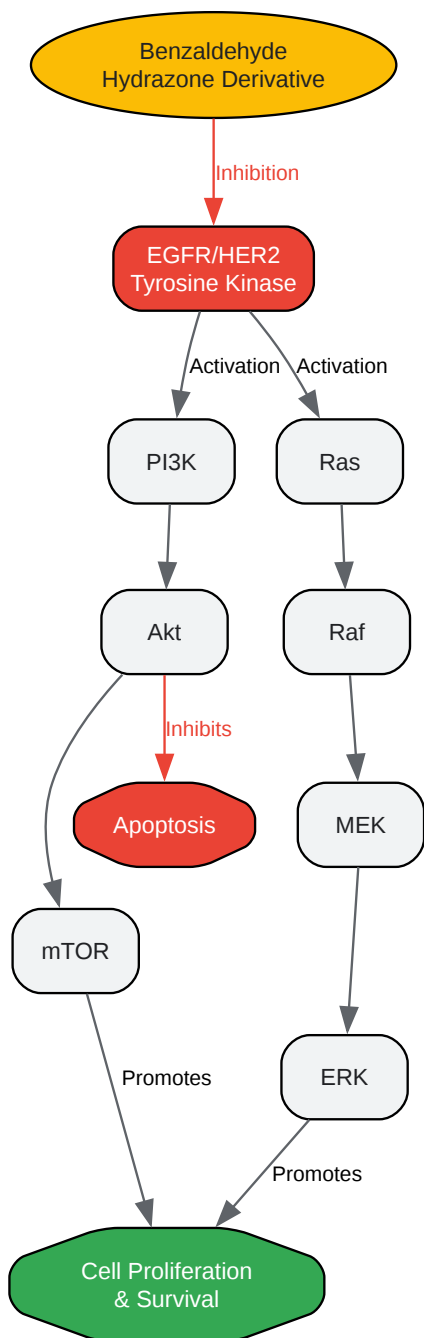 Benzaldehyde
Hydrazone Derivative
Inhibition
EGFR/HER2
Tyrosine Kinase
Activation
Activation
PI3K
Ras
Akt
Raf
Inhibits
Apoptosis
MEK
mTOR
ERK
Promotes
Promotes
Cell Proliferation
& Survival